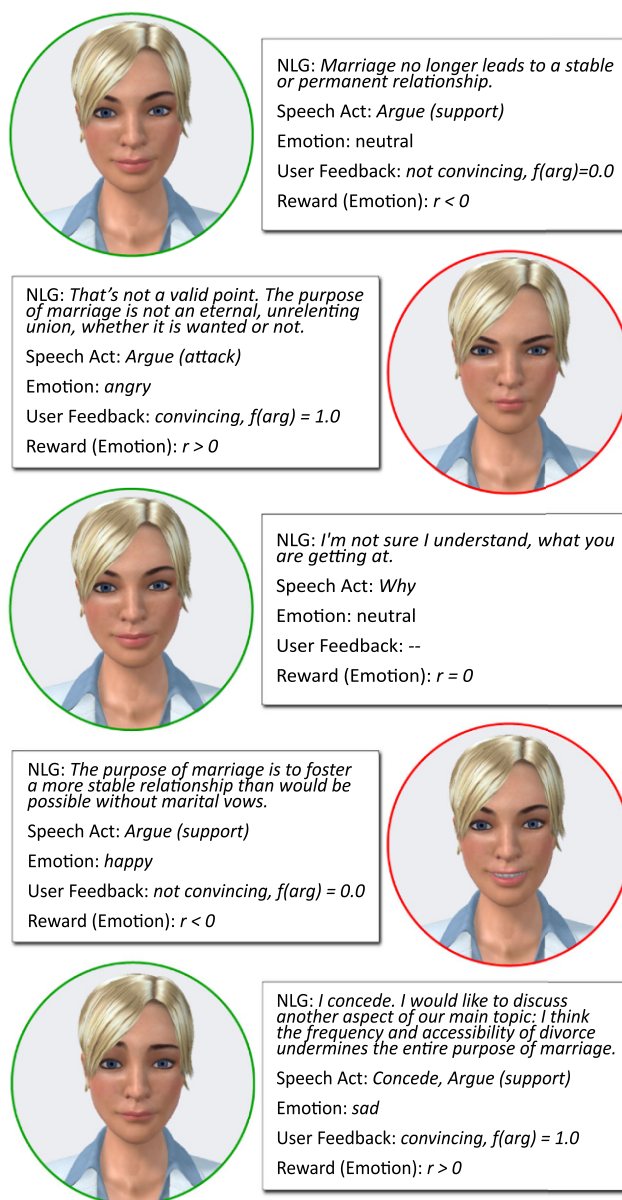 NLG: Marriage no longer leads to a stable
or permanent relationship.
Speech Act: Argue (support)
Emotion: neutral
User Feedback: not convincing, f(arg)=0.0
Reward (Emotion): r < 0
NLG: That's not a valid point. The purpose
of marriage is not an eternal, unrelenting
union, whether it is wanted or not.
Speech Act: Argue (attack)
Emotion: angry
User Feedback: convincing, f(arg) = 1.0
Reward (Emotion): r > 0
NLG: I'm not sure I understand, what you
are getting at.
Speech Act: Why
Emotion: neutral
User Feedback: --
Reward (Emotion): r = 0
NLG: The purpose of marriage is to foster
a more stable relationship than would be
possible without marital vows.
Speech Act: Argue (support)
Emotion: happy
User Feedback: not convincing, f(arg) = 0.0
Reward (Emotion): r < 0
NLG: I concede. I would like to discuss
another aspect of our main topic: I think
the frequency and accessibility of divorce
undermines the entire purpose of marriage.
Speech Act: Concede, Argue (support)
Emotion: sad
User Feedback: convincing, f(arg) = 1.0
Reward (Emotion): r > 0